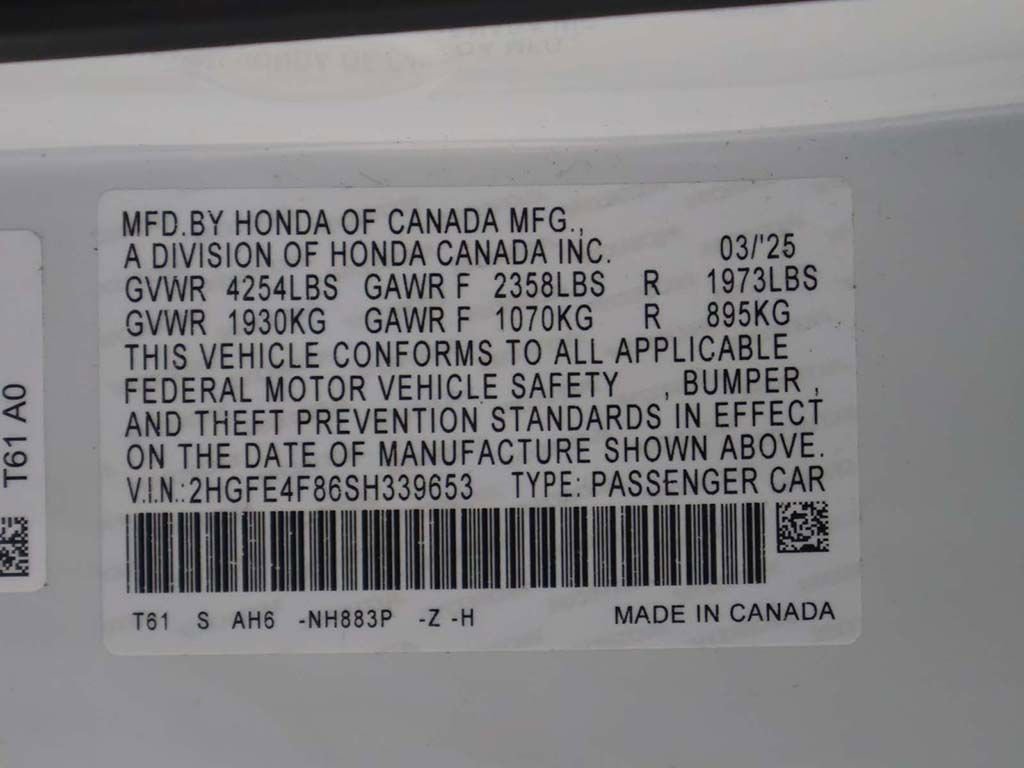 MFD.BY HONDA OF CANADA MFG.,
A DIVISION OF HONDA CANADA INC. 03/'25
GVWR 4254LBS GAWR F 2358LBS R 1973LBS
GVWR 1930KG GAWR F 1070KG R 895KG
THIS VEHICLE CONFORMS TO ALL APPLICABLE
FEDERAL MOTOR VEHICLE SAFETY , BUMPER ,
AND THEFT PREVENTION STANDARDS IN EFFECT
ON THE DATE OF MANUFACTURE SHOWN ABOVE.
V.I.N.:2HGFE4F86SH339653 TYPE: PASSENGER CAR
T61 S AH6 -NH883P -Z -H MADE IN CANADA
T61 A0